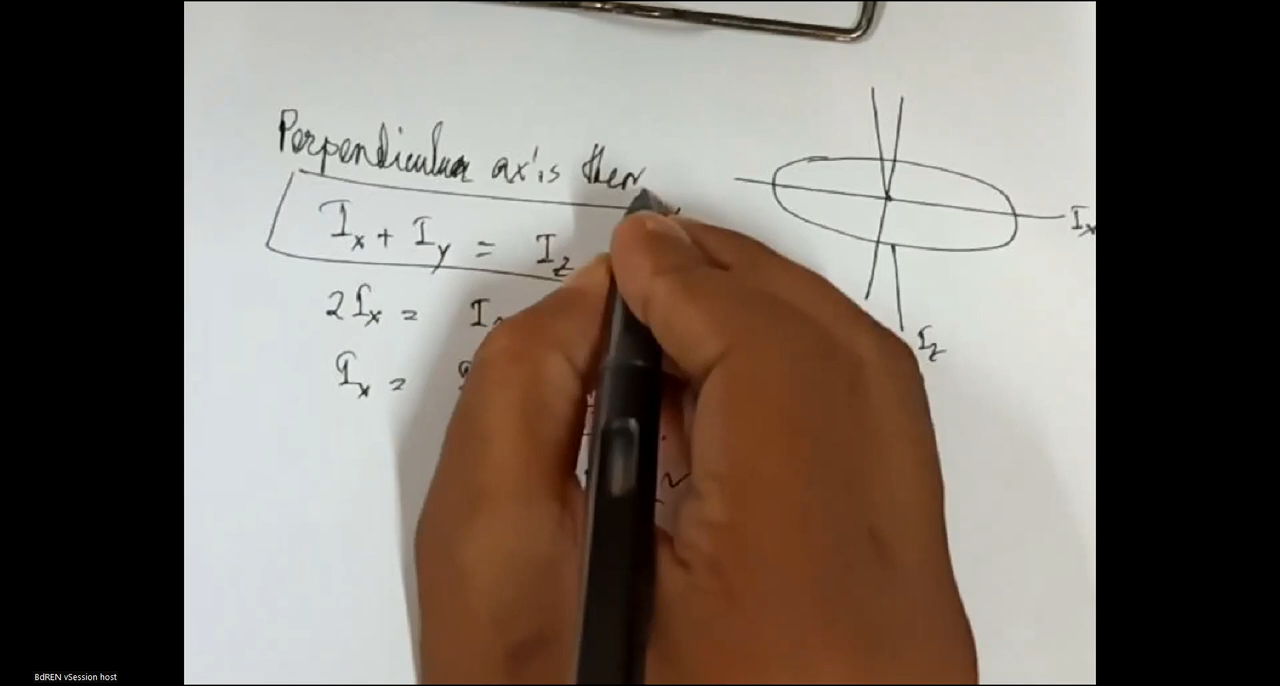 Perpendicular axis ther
Ix + Iy = Iz
2Ix = I
Ix =
Ix
Iz
BdREN vSession host